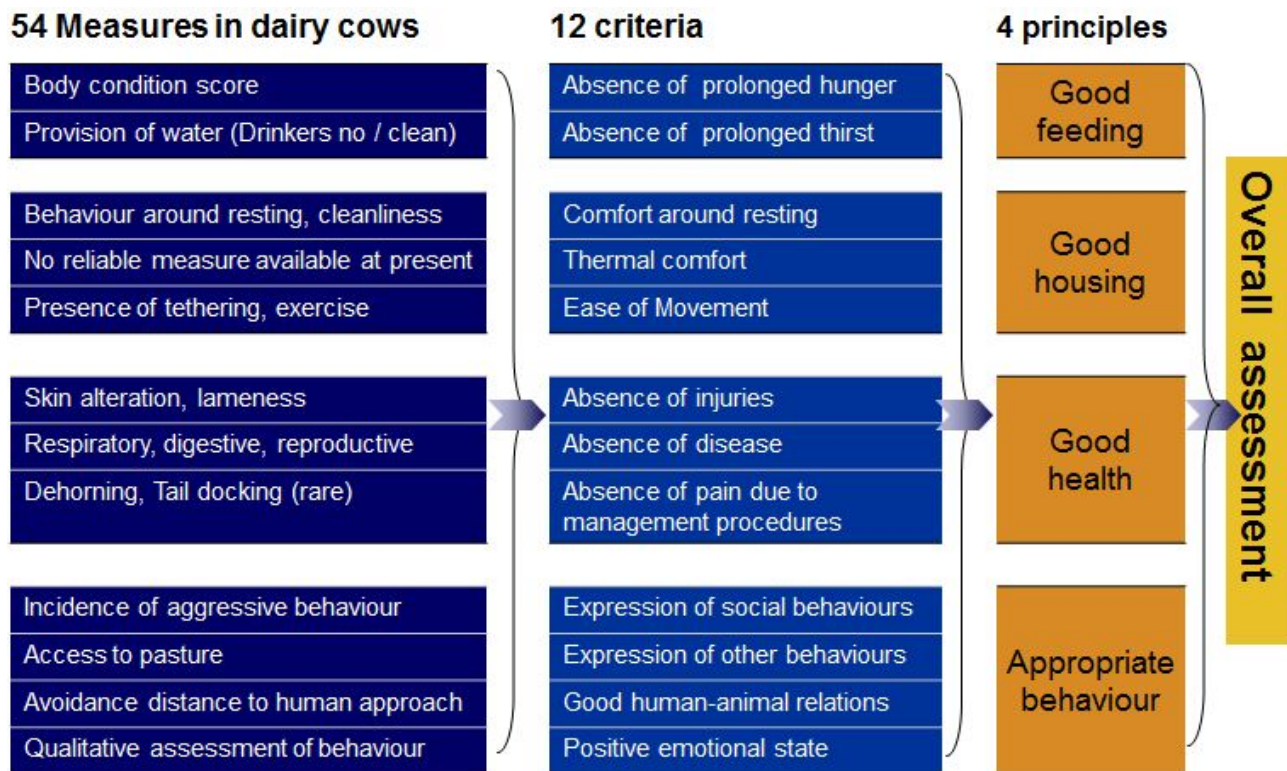 54 Measures in dairy cows
Body condition score
Provision of water (Drinkers no / clean)
Behaviour around resting, cleanliness
No reliable measure available at present
Presence of tethering, exercise
Skin alteration, lameness
Respiratory, digestive, reproductive
Dehorning, Tail docking (rare)
Incidence of aggressive behaviour
Access to pasture
Avoidance distance to human approach
Qualitative assessment of behaviour
12 criteria
Absence of prolonged hunger
Absence of prolonged thirst
Comfort around resting
Thermal comfort
Ease of Movement
Absence of injuries
Absence of disease
Absence of pain due to
management procedures
Expression of social behaviours
Expression of other behaviours
Good human-animal relations
Positive emotional state
4 principles
Good
feeding
Good
housing
Good
health
Appropriate
behaviour
Overall assessment